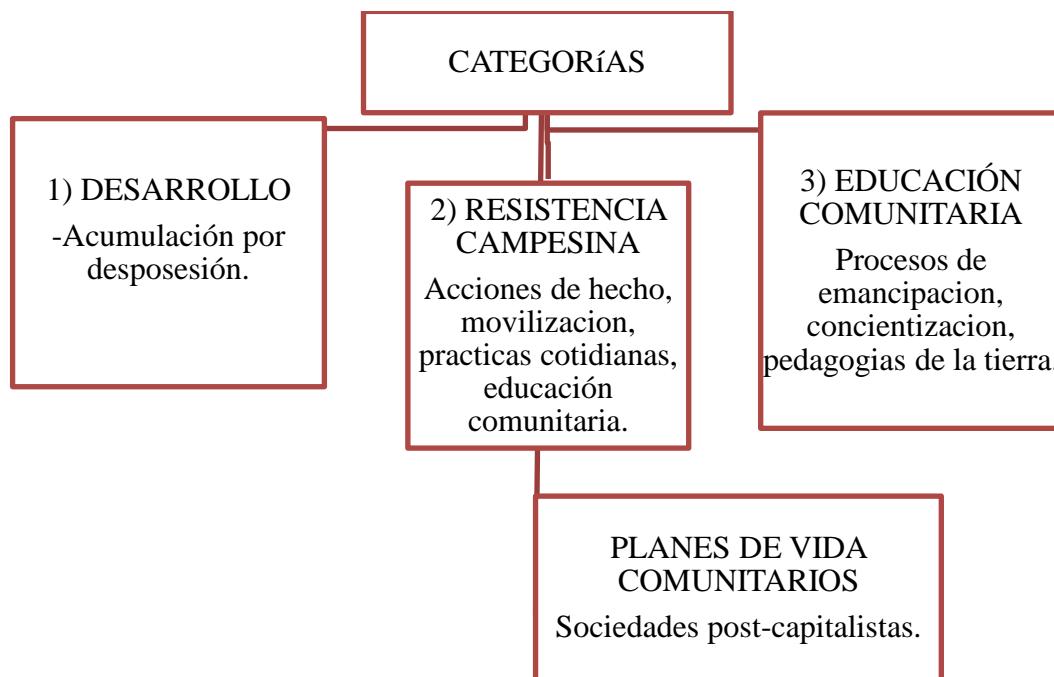 CATEGORíAS
1) DESARROLLO
-Acumulación por
desposesión.
2) RESISTENCIA
CAMPESINA
Acciones de hecho,
movilizacion,
practicas cotidianas,
educación
comunitaria.
3) EDUCACIÓN
COMUNITARIA
Procesos de
emancipacion,
concientizacion,
pedagogias de la tierra.
PLANES DE VIDA
COMUNITARIOS
Sociedades post-capitalistas.